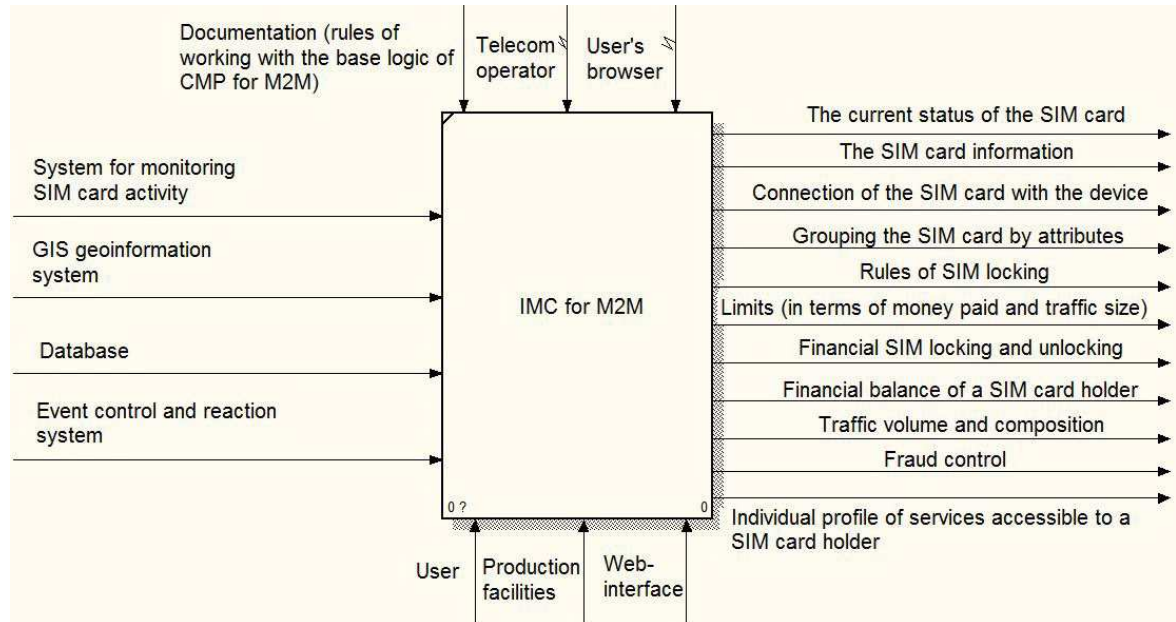 Documentation (rules of
working with the base logic of
CMP for M2M)
Telecom
operator
User's
browser
System for monitoring
SIM card activity
GIS geoinformation
system
Database
Event control and reaction
system
IMC for M2M
0 ?
0
The current status of the SIM card
The SIM card information
Connection of the SIM card with the device
Grouping the SIM card by attributes
Rules of SIM locking
Limits (in terms of money paid and traffic size)
Financial SIM locking and unlocking
Financial balance of a SIM card holder
Traffic volume and composition
Fraud control
Individual profile of services accessible to a
SIM card holder
User
Production
facilities
Web-
interface